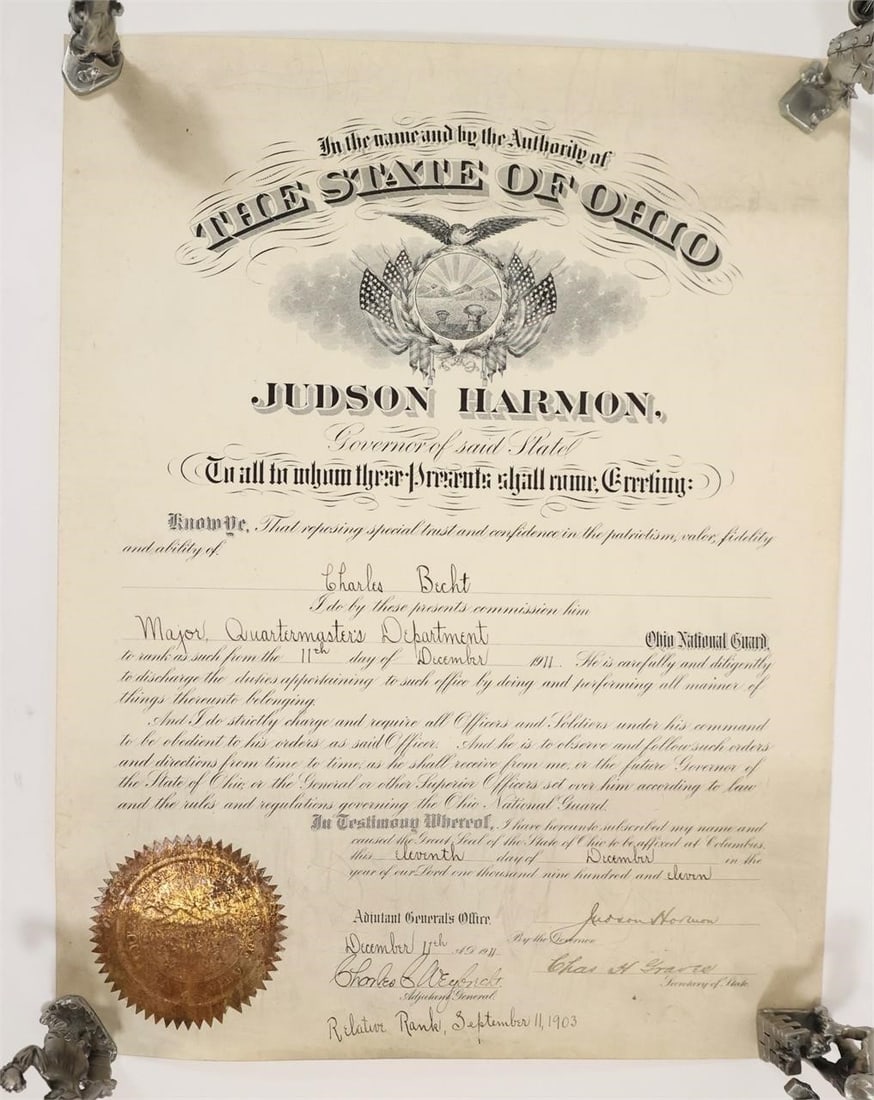 In the name and by the Authority of
THE STATE OF OHIO
JUDSON HARMON,
Governor of said State
To all to whom these Presents shall come, Greeting:
Know Ye, That reposing special trust and confidence in the patriotism, valor, fidelity
and ability of
Charles Becht
I do by these presents commission him
Major, Quartermaster's Department Ohio National Guard,
to rank as such from the 11th day of December 1911. He is carefully and diligently
to discharge the duties appertaining to such office by doing and performing all manner of
things thereunto belonging.
And I do strictly charge and require all Officers and Soldiers under his command
to be obedient to his orders as said Officer. And he is to observe and follow such orders
and directions from time to time, as he shall receive from me, or the future Governor of
the State of Ohio, or the General or other Superior Officers set over him according to law
and the rules and regulations governing the Ohio National Guard.
In Testimony Whereof, I have hereunto subscribed my name and
caused the Great Seal of the State of Ohio to be affixed at Columbus,
this eleventh day of December in the
year of our Lord one thousand nine hundred and eleven
Adjutant General's Office,
Judson Harmon
December 11th A.D. 1911
By the Governor
Charles C Weybrecht
Chas H Graves
Adjutant General.
Secretary of State.
Relative Rank, September 11, 1903